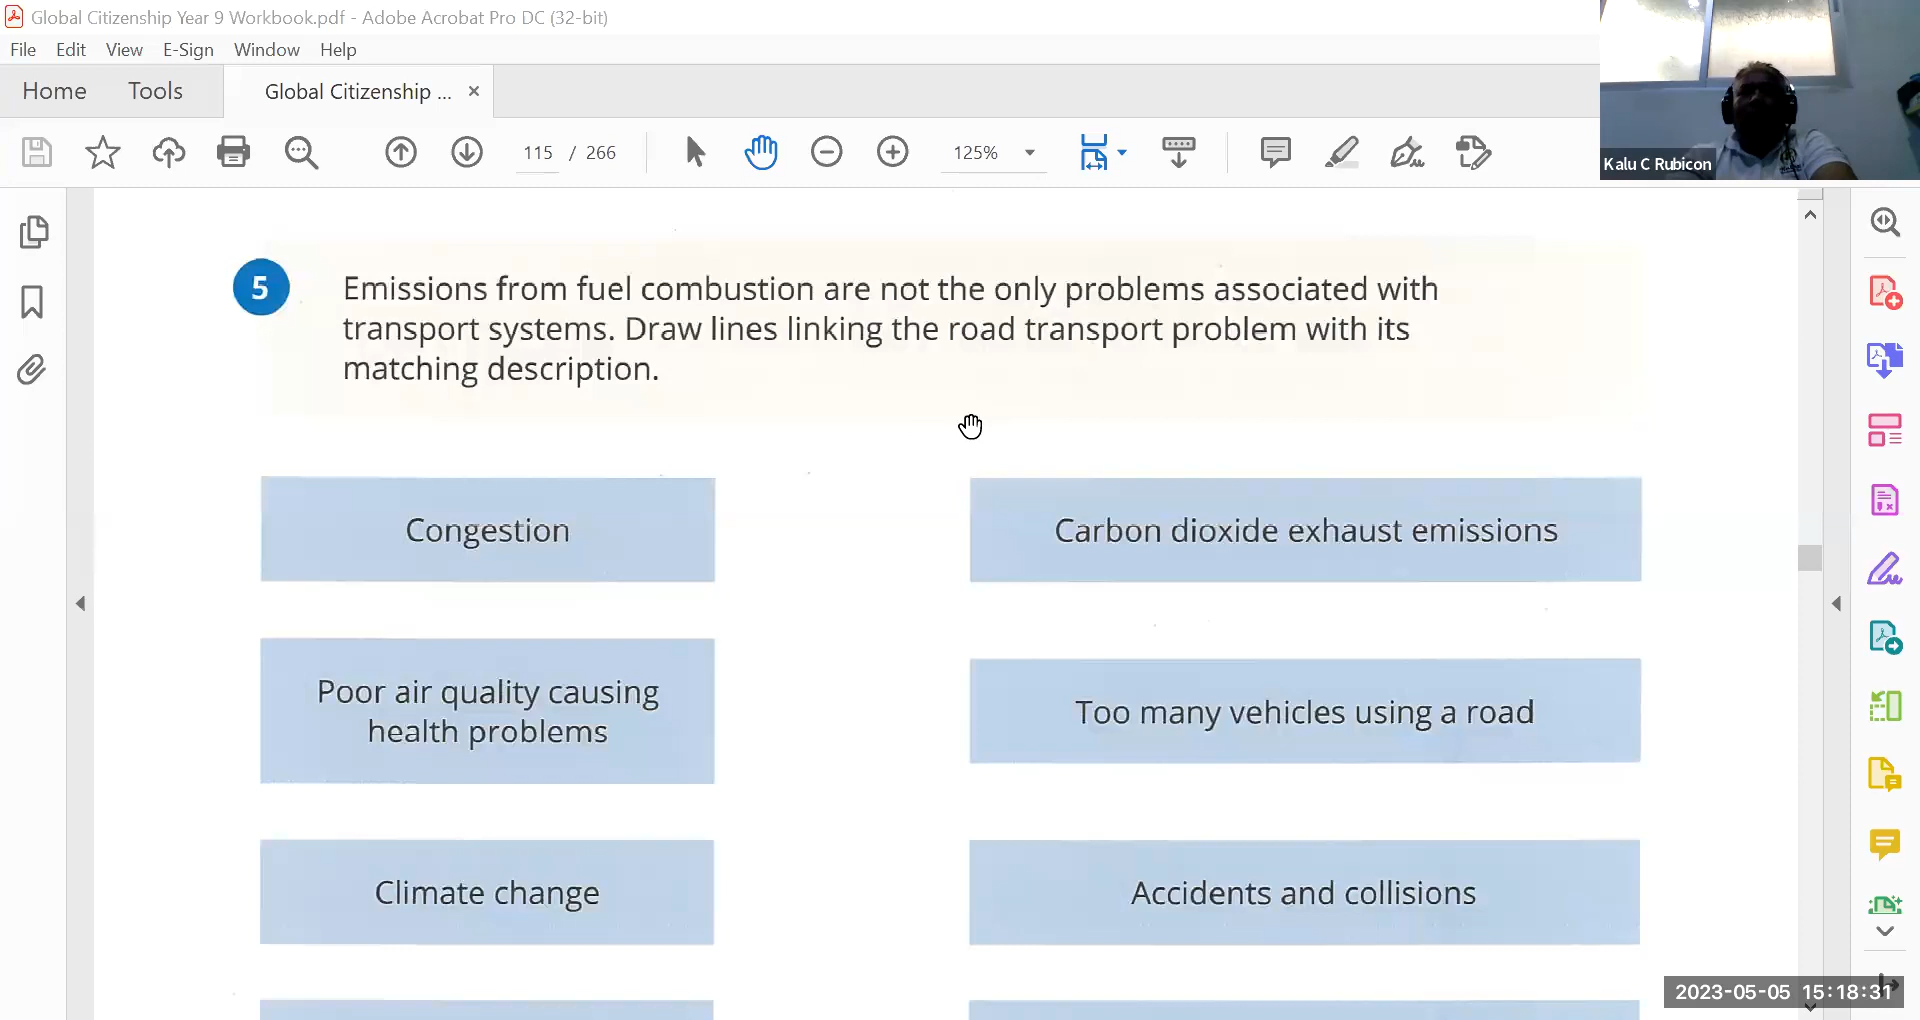 Global Citizenship Year 9 Workbook.pdf - Adobe Acrobat Pro DC (32-bit)
File Edit View E-Sign Window Help
Home Tools Global Citizenship ... ×
115 / 266 125%
Kalu C Rubicon
5 Emissions from fuel combustion are not the only problems associated with
transport systems. Draw lines linking the road transport problem with its
matching description.
Congestion
Carbon dioxide exhaust emissions
Poor air quality causing
health problems
Too many vehicles using a road
Climate change
Accidents and collisions
2023-05-05 15:18:31